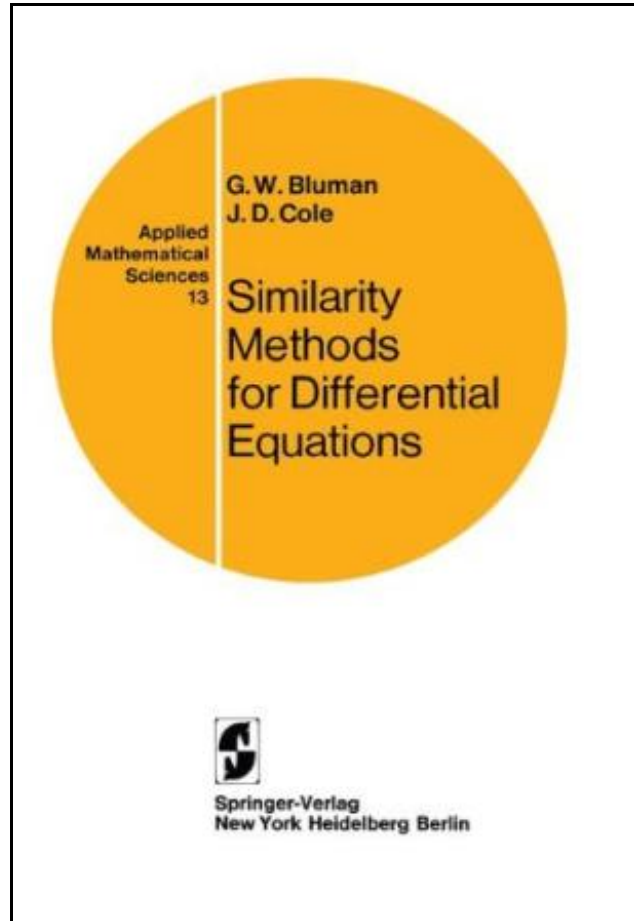 G.W. Bluman
J. D. Cole
Applied
Mathematical
Sciences
13
Similarity
Methods
for Differential
Equations
Springer-Verlag
New York Heidelberg Berlin